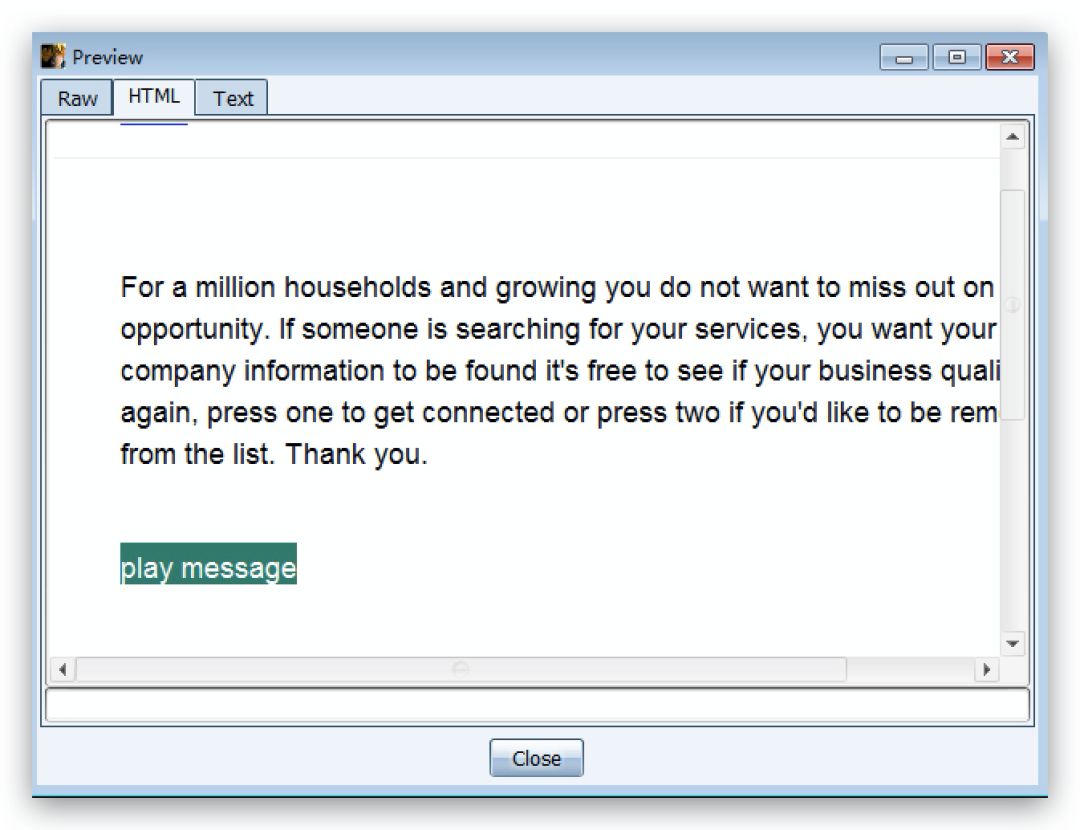 Preview
Raw HTML Text
For a million households and growing you do not want to miss out on
opportunity. If someone is searching for your services, you want your
company information to be found it's free to see if your business quali
again, press one to get connected or press two if you'd like to be rem
from the list. Thank you.
play message
Close